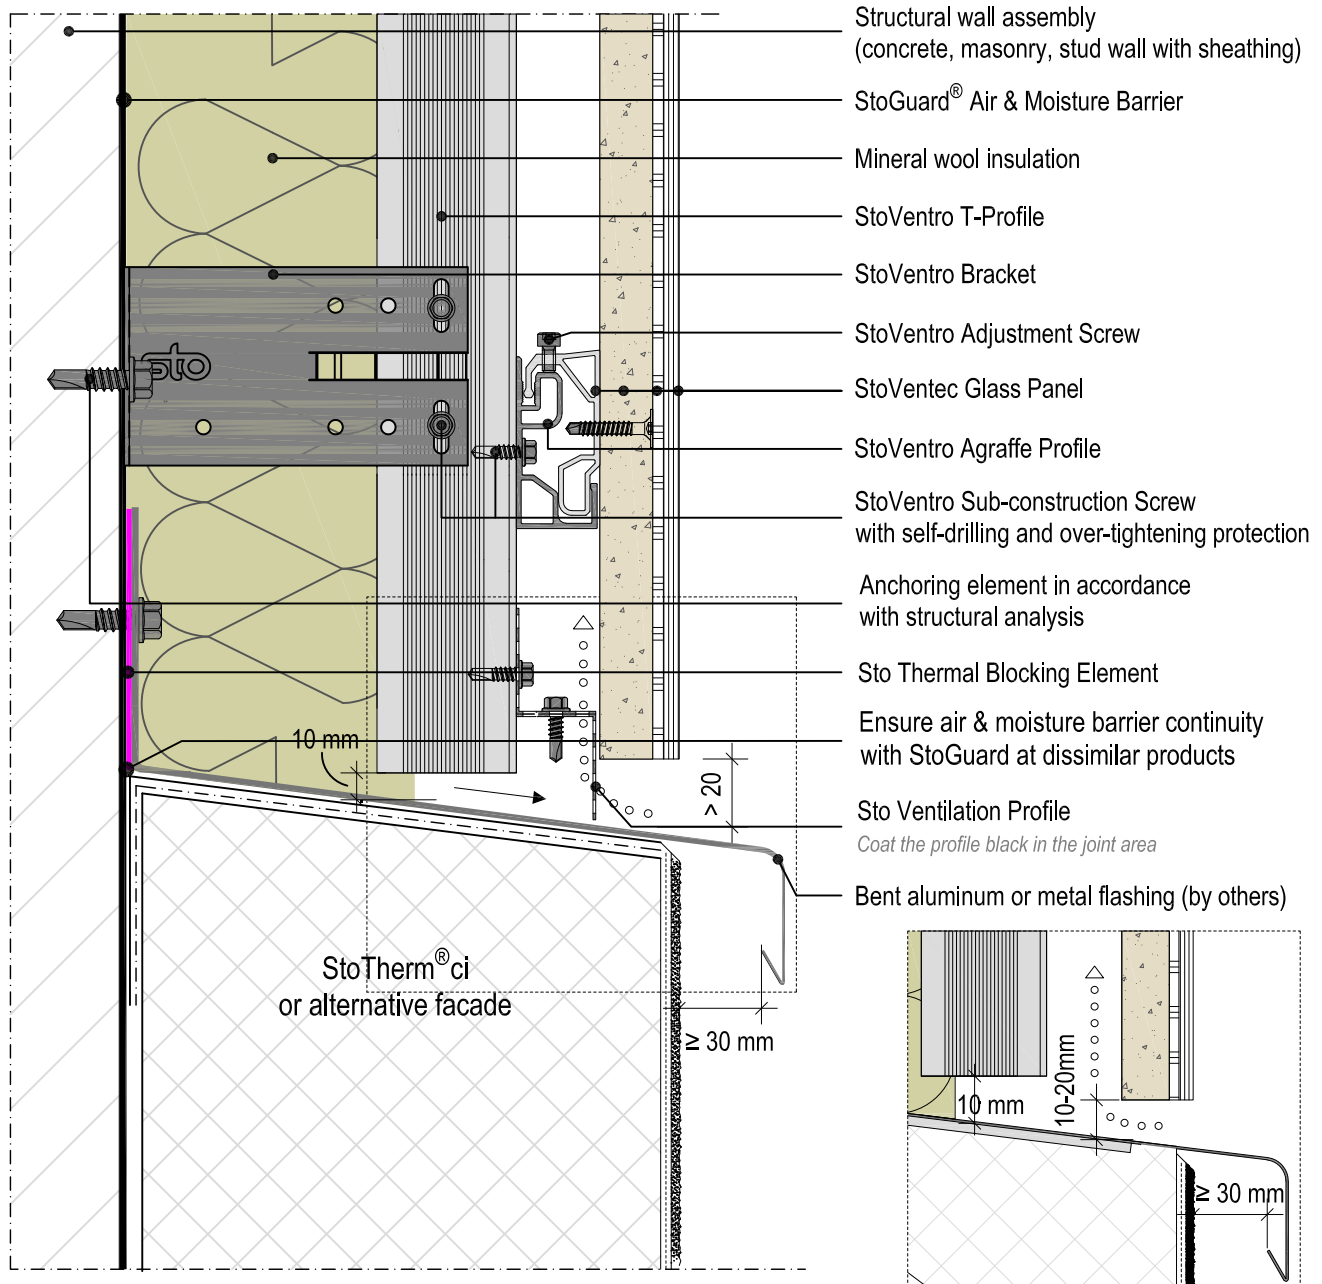 Structural wall assembly
(concrete, masonry, stud wall with sheathing)
StoGuard® Air & Moisture Barrier
Mineral wool insulation
StoVentro T-Profile
StoVentro Bracket
StoVentro Adjustment Screw
StoVentec Glass Panel
StoVentro Agraffe Profile
StoVentro Sub-construction Screw
with self-drilling and over-tightening protection
Anchoring element in accordance
with structural analysis
Sto Thermal Blocking Element
Ensure air & moisture barrier continuity
with StoGuard at dissimilar products
Sto Ventilation Profile
Coat the profile black in the joint area
Bent aluminum or metal flashing (by others)
sto
10 mm
> 20
StoTherm®ci
or alternative facade
≥ 30 mm
10 mm
10-20mm
≥ 30 mm